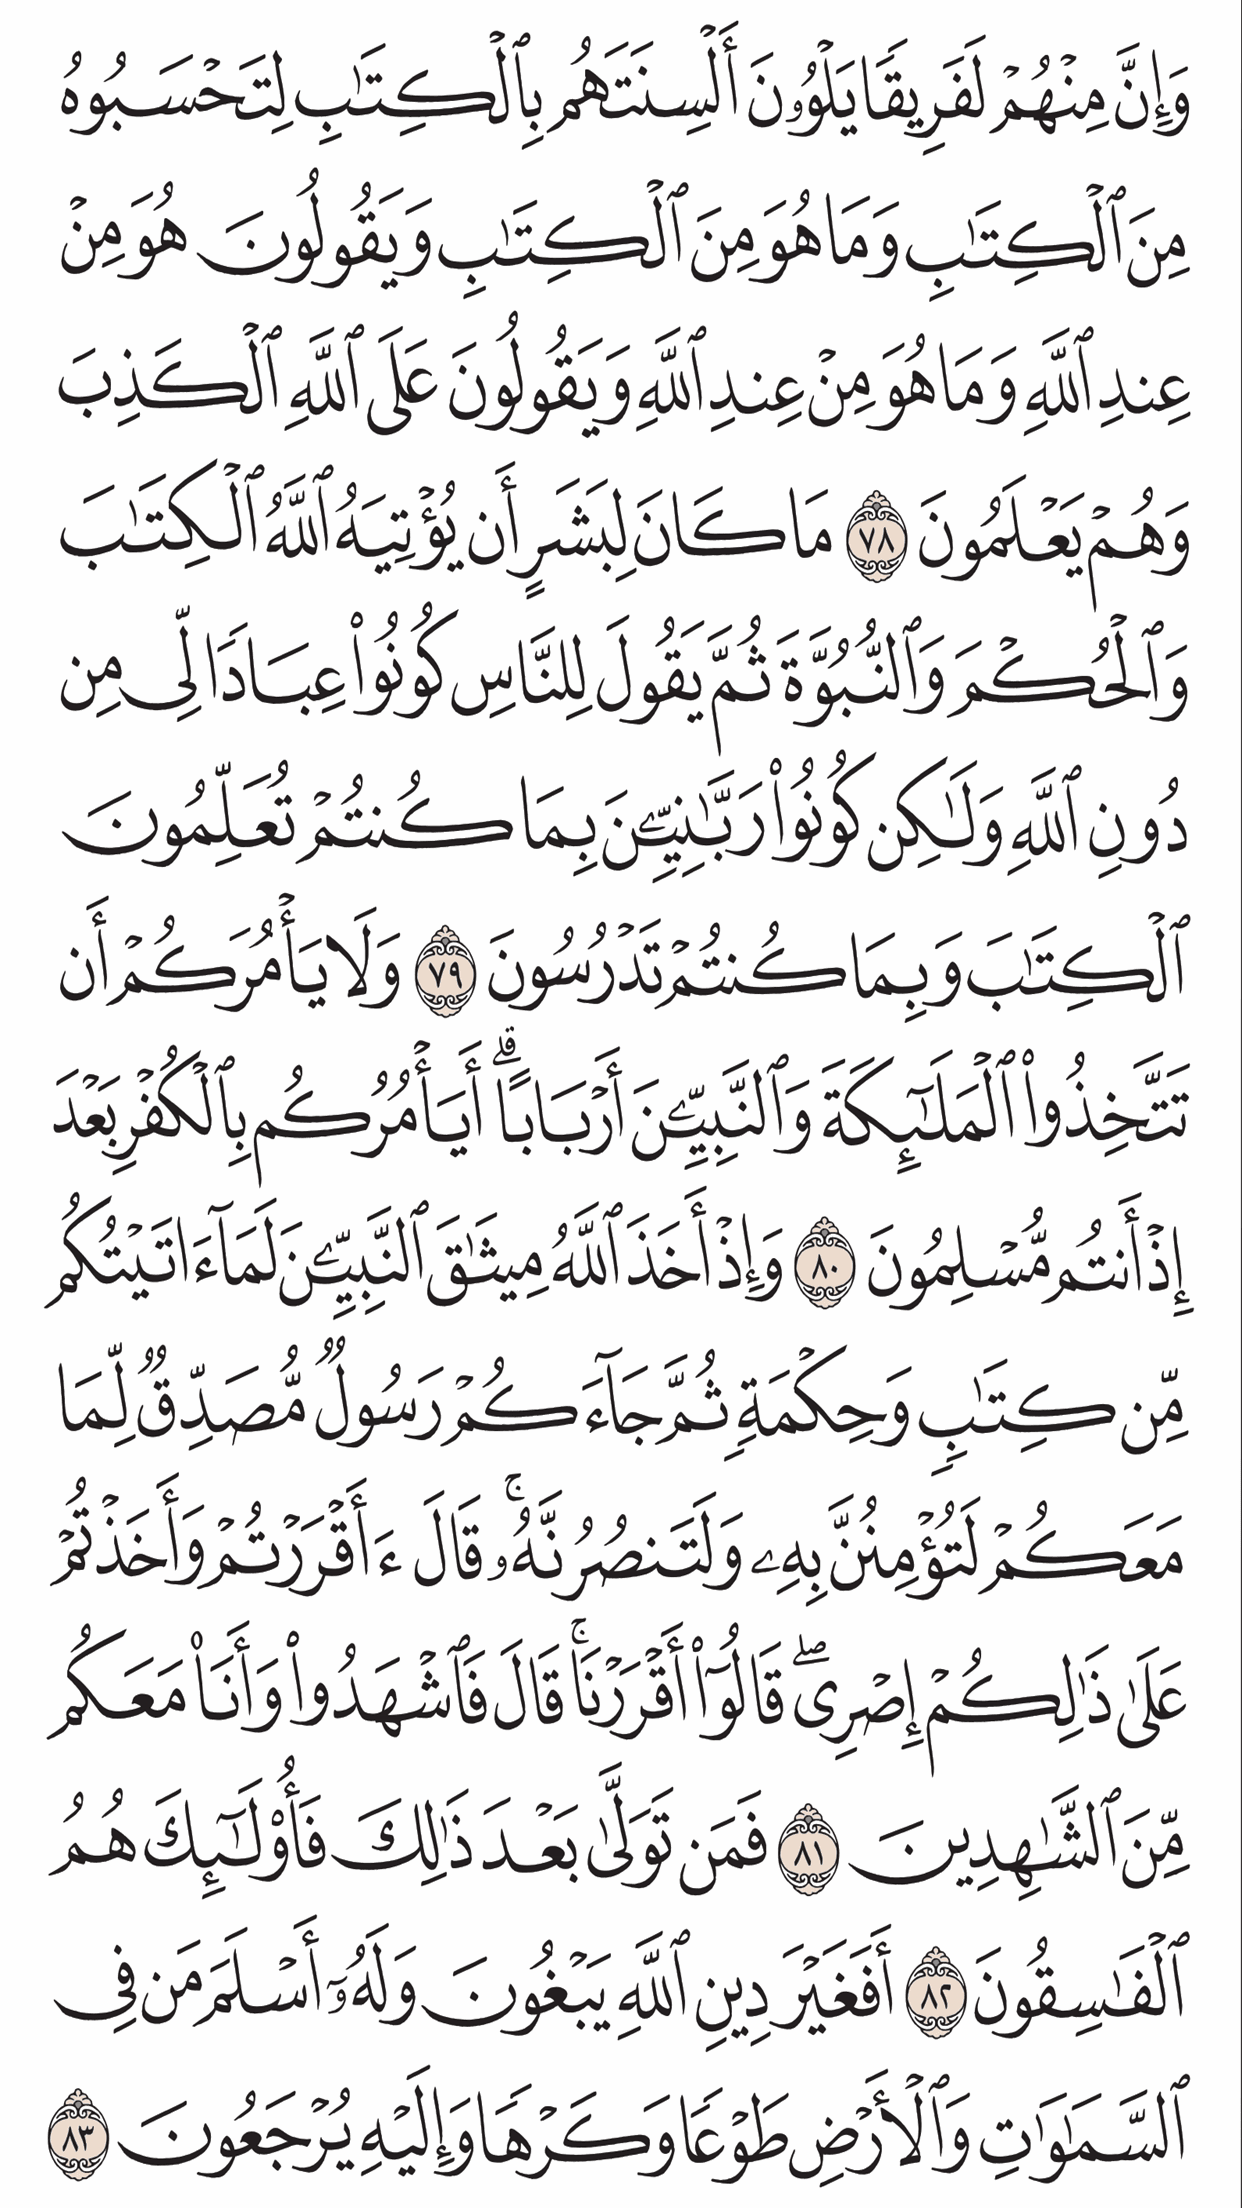 وَإِنَّ مِنْهُمْ لَفَرِيقًا يَلْوُۥنَ أَلْسِنَتَهُم بِٱلْكِتَٰبِ لِتَحْسَبُوهُ
مِنَ ٱلْكِتَٰبِ وَمَا هُوَ مِنَ ٱلْكِتَٰبِ وَيَقُولُونَ هُوَ مِنْ
عِندِ ٱللَّهِ وَمَا هُوَ مِنْ عِندِ ٱللَّهِ وَيَقُولُونَ عَلَى ٱللَّهِ ٱلْكَذِبَ
وَهُمْ يَعْلَمُونَ ٧٨ مَا كَانَ لِبَشَرٍ أَن يُؤْتِيَهُ ٱللَّهُ ٱلْكِتَٰبَ
وَٱلْحُكْمَ وَٱلنُّبُوَّةَ ثُمَّ يَقُولَ لِلنَّاسِ كُونُوا۟ عِبَادًا لِّى مِن
دُونِ ٱللَّهِ وَلَٰكِن كُونُوا۟ رَبَّٰنِيِّۦنَ بِمَا كُنتُمْ تُعَلِّمُونَ
ٱلْكِتَٰبَ وَبِمَا كُنتُمْ تَدْرُسُونَ ٧٩ وَلَا يَأْمُرَكُمْ أَن
تَتَّخِذُوا۟ ٱلْمَلَٰٓئِكَةَ وَٱلنَّبِيِّۦنَ أَرْبَابًا ۗ أَيَأْمُرُكُم بِٱلْكُفْرِ بَعْدَ
إِذْ أَنتُم مُّسْلِمُونَ ٨٠ وَإِذْ أَخَذَ ٱللَّهُ مِيثَٰقَ ٱلنَّبِيِّۦنَ لَمَآ ءَاتَيْتُكُم
مِّن كِتَٰبٍ وَحِكْمَةٍ ثُمَّ جَآءَكُمْ رَسُولٌ مُّصَدِّقٌ لِّمَا
مَعَكُمْ لَتُؤْمِنُنَّ بِهِۦ وَلَتَنصُرُنَّهُۥ ۚ قَالَ ءَأَقْرَرْتُمْ وَأَخَذْتُمْ
عَلَىٰ ذَٰلِكُمْ إِصْرِى ۖ قَالُوٓا۟ أَقْرَرْنَا ۚ قَالَ فَٱشْهَدُوا۟ وَأَنَا۠ مَعَكُم
مِّنَ ٱلشَّٰهِدِينَ ٨١ فَمَن تَوَلَّىٰ بَعْدَ ذَٰلِكَ فَأُو۟لَٰٓئِكَ هُمُ
ٱلْفَٰسِقُونَ ٨٢ أَفَغَيْرَ دِينِ ٱللَّهِ يَبْغُونَ وَلَهُۥٓ أَسْلَمَ مَن فِى
ٱلسَّمَٰوَٰتِ وَٱلْأَرْضِ طَوْعًا وَكَرْهًا وَإِلَيْهِ يُرْجَعُونَ ٨٣